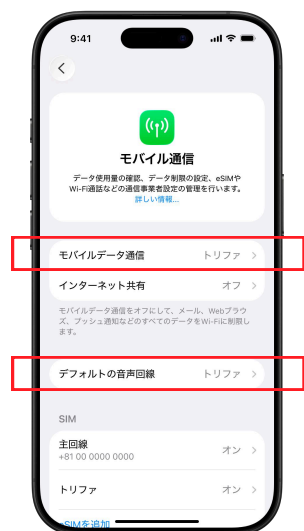 9:41
モバイル通信
データ使用量の確認、データ制限の設定、eSIMや
Wi-Fi通話などの通信事業者設定の管理を行います。
詳しい情報...
モバイルデータ通信 トリファ
インターネット共有 オフ
モバイルデータ通信をオフにして、メール、Webブラウ
ズ、プッシュ通知などのすべてのデータをWi-Fiに制限し
ます。
デフォルトの音声回線 トリファ
SIM
主回線 オン
+81 00 0000 0000
トリファ オン
eSIMを追加